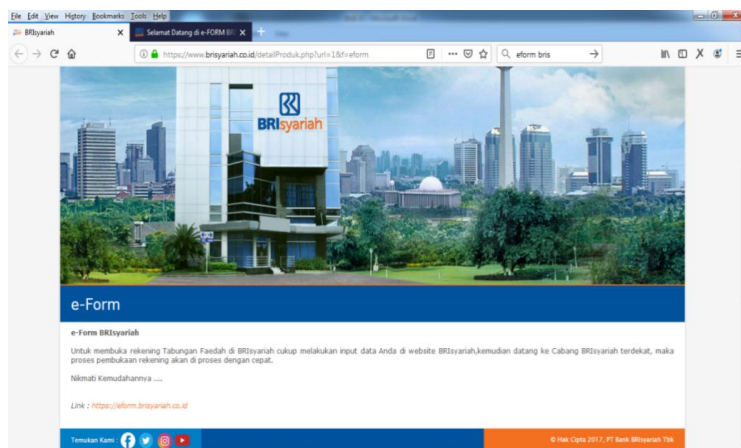 File Edit View History Bookmarks Tools Help
BRIsyariah X Selamat Datang di e-FORM BRI X +
https://www.brisyariah.co.id/detailProduk.php?url=1&f=eform eform bris
BRIsyariah
e-Form
e-Form BRIsyariah
Untuk membuka rekening Tabungan Faedah di BRIsyariah cukup melakukan input data Anda di website BRIsyariah,kemudian datang ke Cabang BRIsyariah terdekat, maka
proses pembukaan rekening akan di proses dengan cepat.
Nikmati Kemudahannya ....
Link : https://eform.brisyariah.co.id
Temukan Kami : © Hak Cipta 2017, PT Bank BRIsyariah Tbk